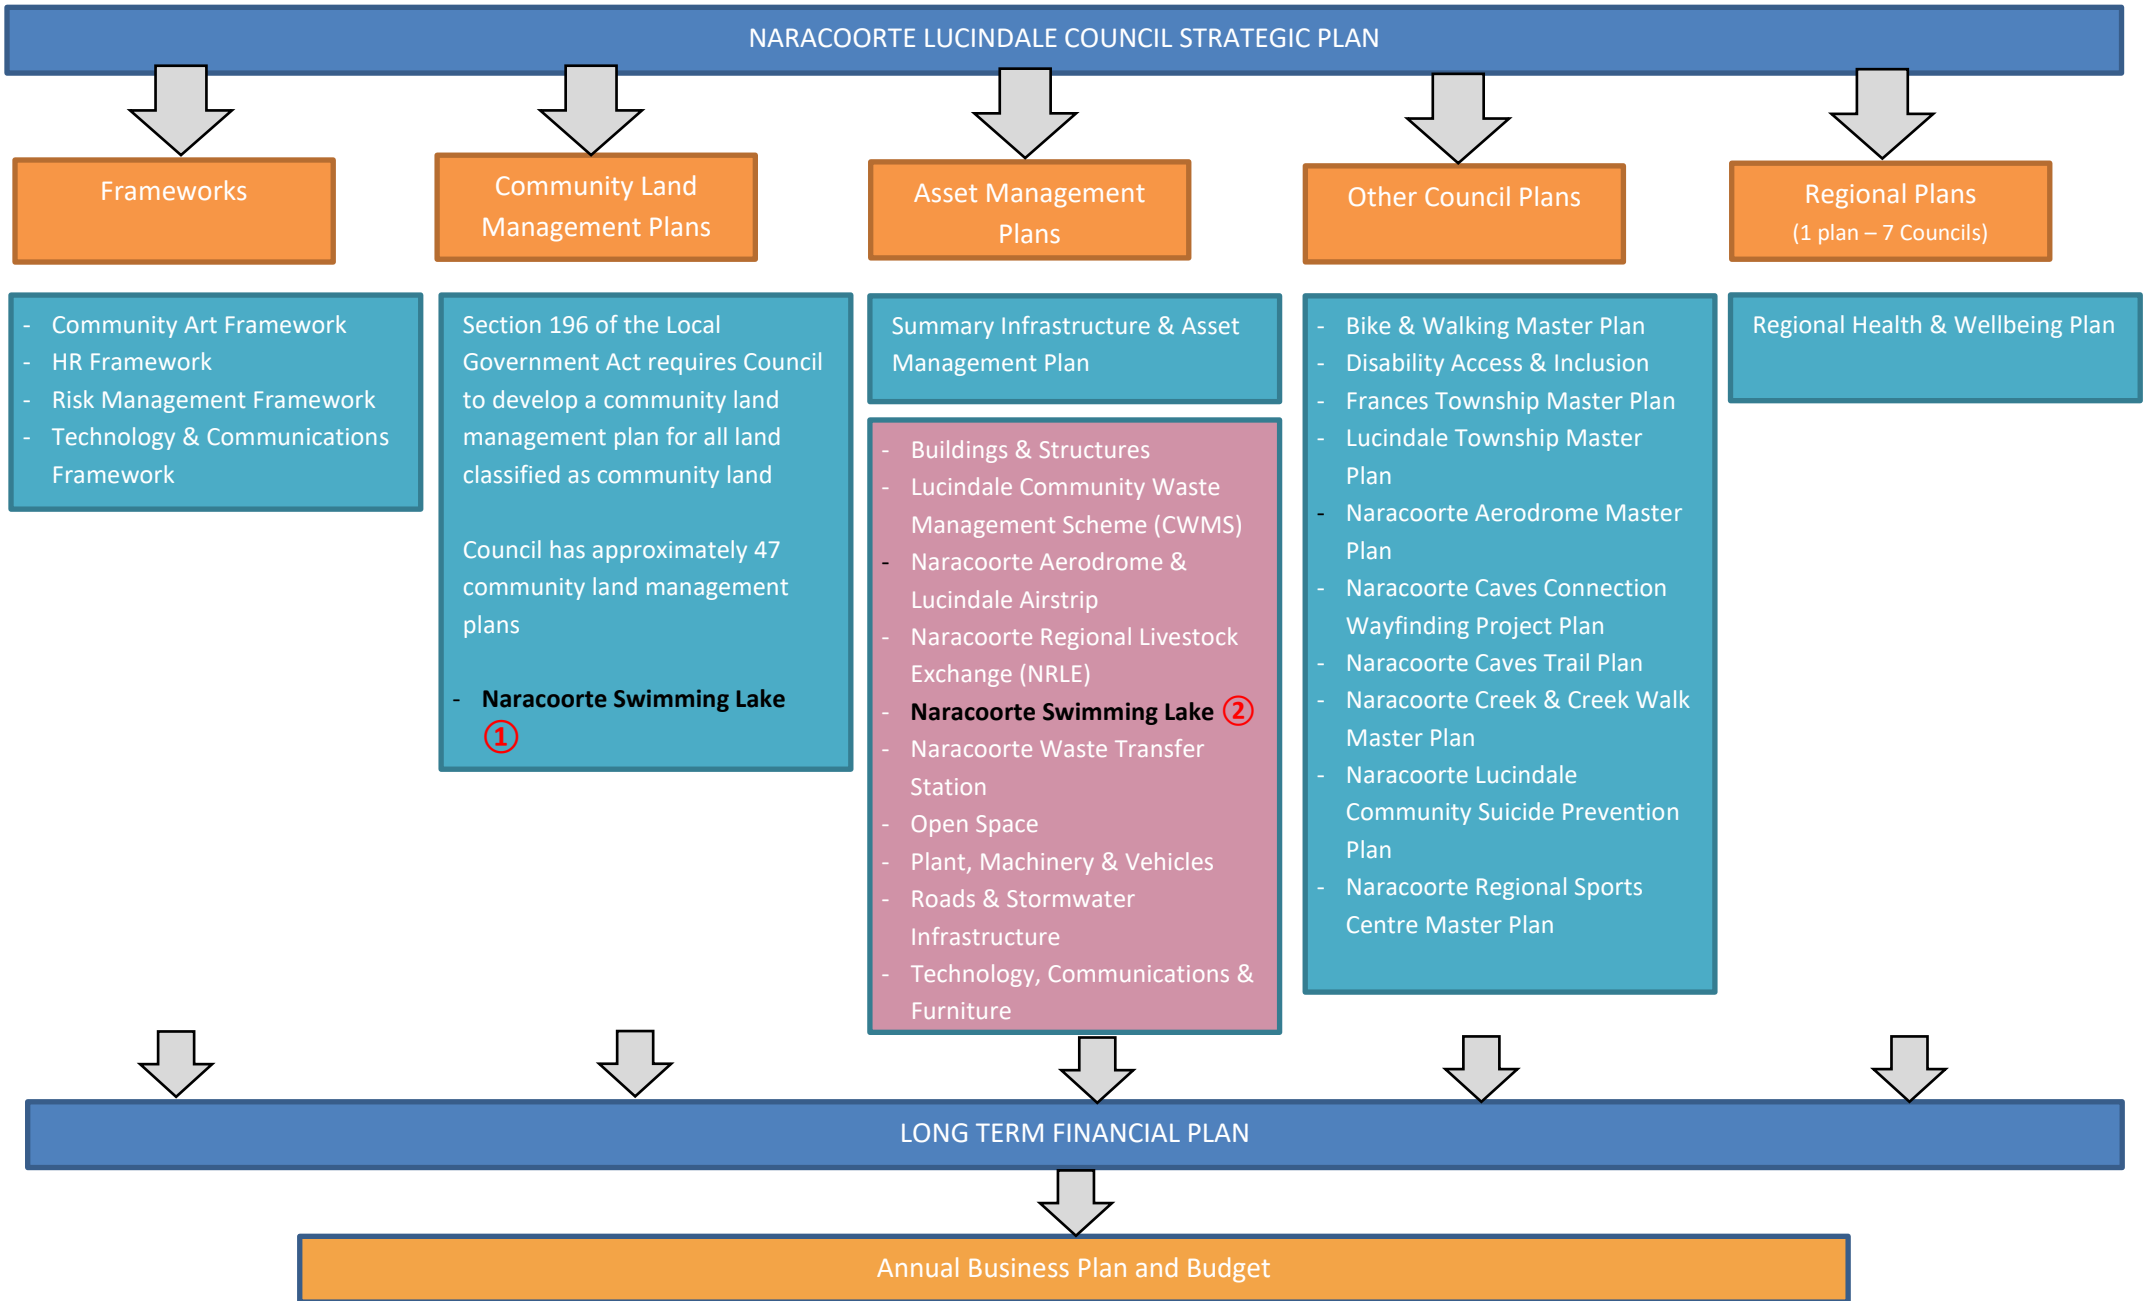 NARACOORTE LUCINDALE COUNCIL STRATEGIC PLAN
Frameworks
Community Land
Management Plans
Asset Management
Plans
Other Council Plans
Regional Plans
(1 plan – 7 Councils)
- Community Art Framework
- HR Framework
- Risk Management Framework
- Technology & Communications
Framework
Section 196 of the Local
Government Act requires Council
to develop a community land
management plan for all land
classified as community land
Council has approximately 47
community land management
plans
- Naracoorte Swimming Lake
①
Summary Infrastructure & Asset
Management Plan
- Buildings & Structures
- Lucindale Community Waste
Management Scheme (CWMS)
- Naracoorte Aerodrome &
Lucindale Airstrip
- Naracoorte Regional Livestock
Exchange (NRLE)
- Naracoorte Swimming Lake ②
- Naracoorte Waste Transfer
Station
- Open Space
- Plant, Machinery & Vehicles
- Roads & Stormwater
Infrastructure
- Technology, Communications &
Furniture
- Bike & Walking Master Plan
- Disability Access & Inclusion
- Frances Township Master Plan
- Lucindale Township Master
Plan
- Naracoorte Aerodrome Master
Plan
- Naracoorte Caves Connection
Wayfinding Project Plan
- Naracoorte Caves Trail Plan
- Naracoorte Creek & Creek Walk
Master Plan
- Naracoorte Lucindale
Community Suicide Prevention
Plan
- Naracoorte Regional Sports
Centre Master Plan
Regional Health & Wellbeing Plan
LONG TERM FINANCIAL PLAN
Annual Business Plan and Budget